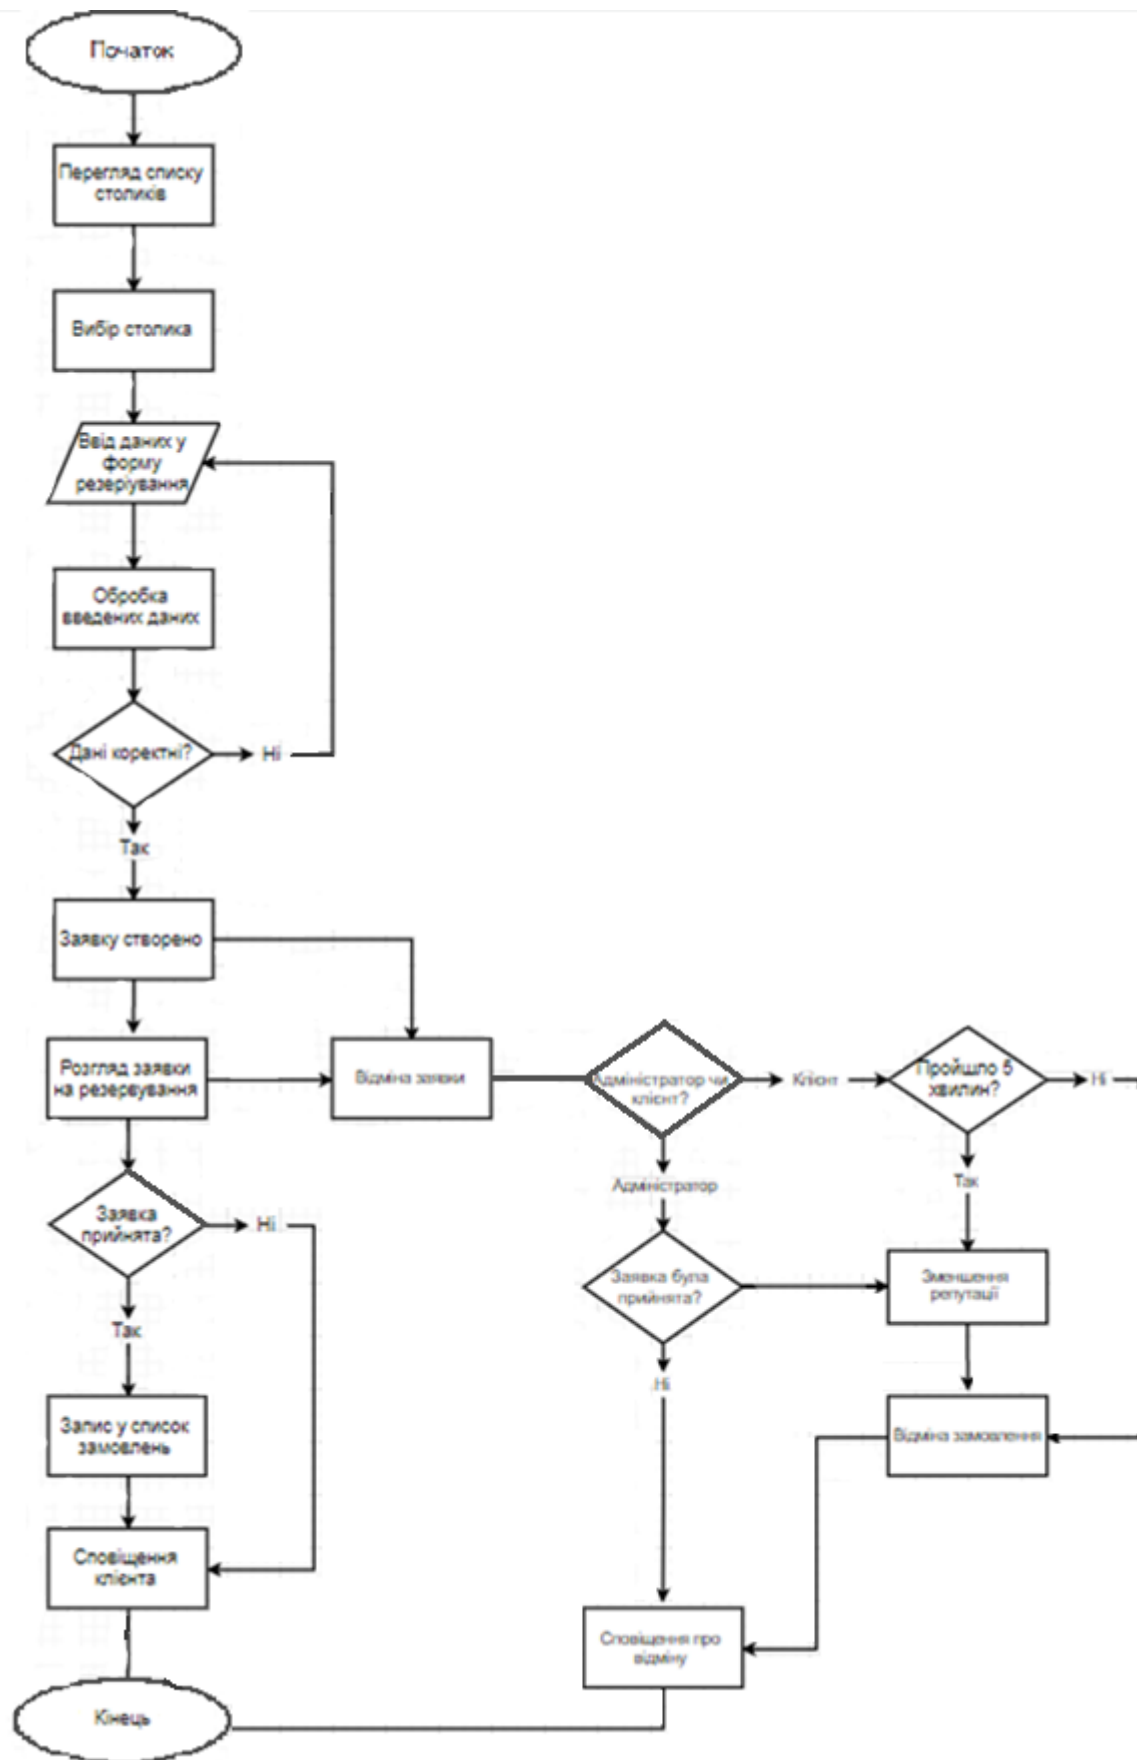 Початок
Перегляд списку
столиків
Вибір столика
Ввід даних у
форму
резеріування
Обробка
введених даних
Дані коректні?
Ні
Так
Заявку створено
Розгляд заявки
на резервування
Відміна заявки
Адміністратор чи
клієнт?
Клієнт
Пройшло 5
хвилин?
Ні
Адміністратор
Так
Заявка
прийнята?
Ні
Заявка була
прийнята?
Зменшення
репутації
Так
Ні
Запис у список
замовлень
Відміна замовлення
Сповіщення
клієнта
Сповіщення про
відміну
Кінець